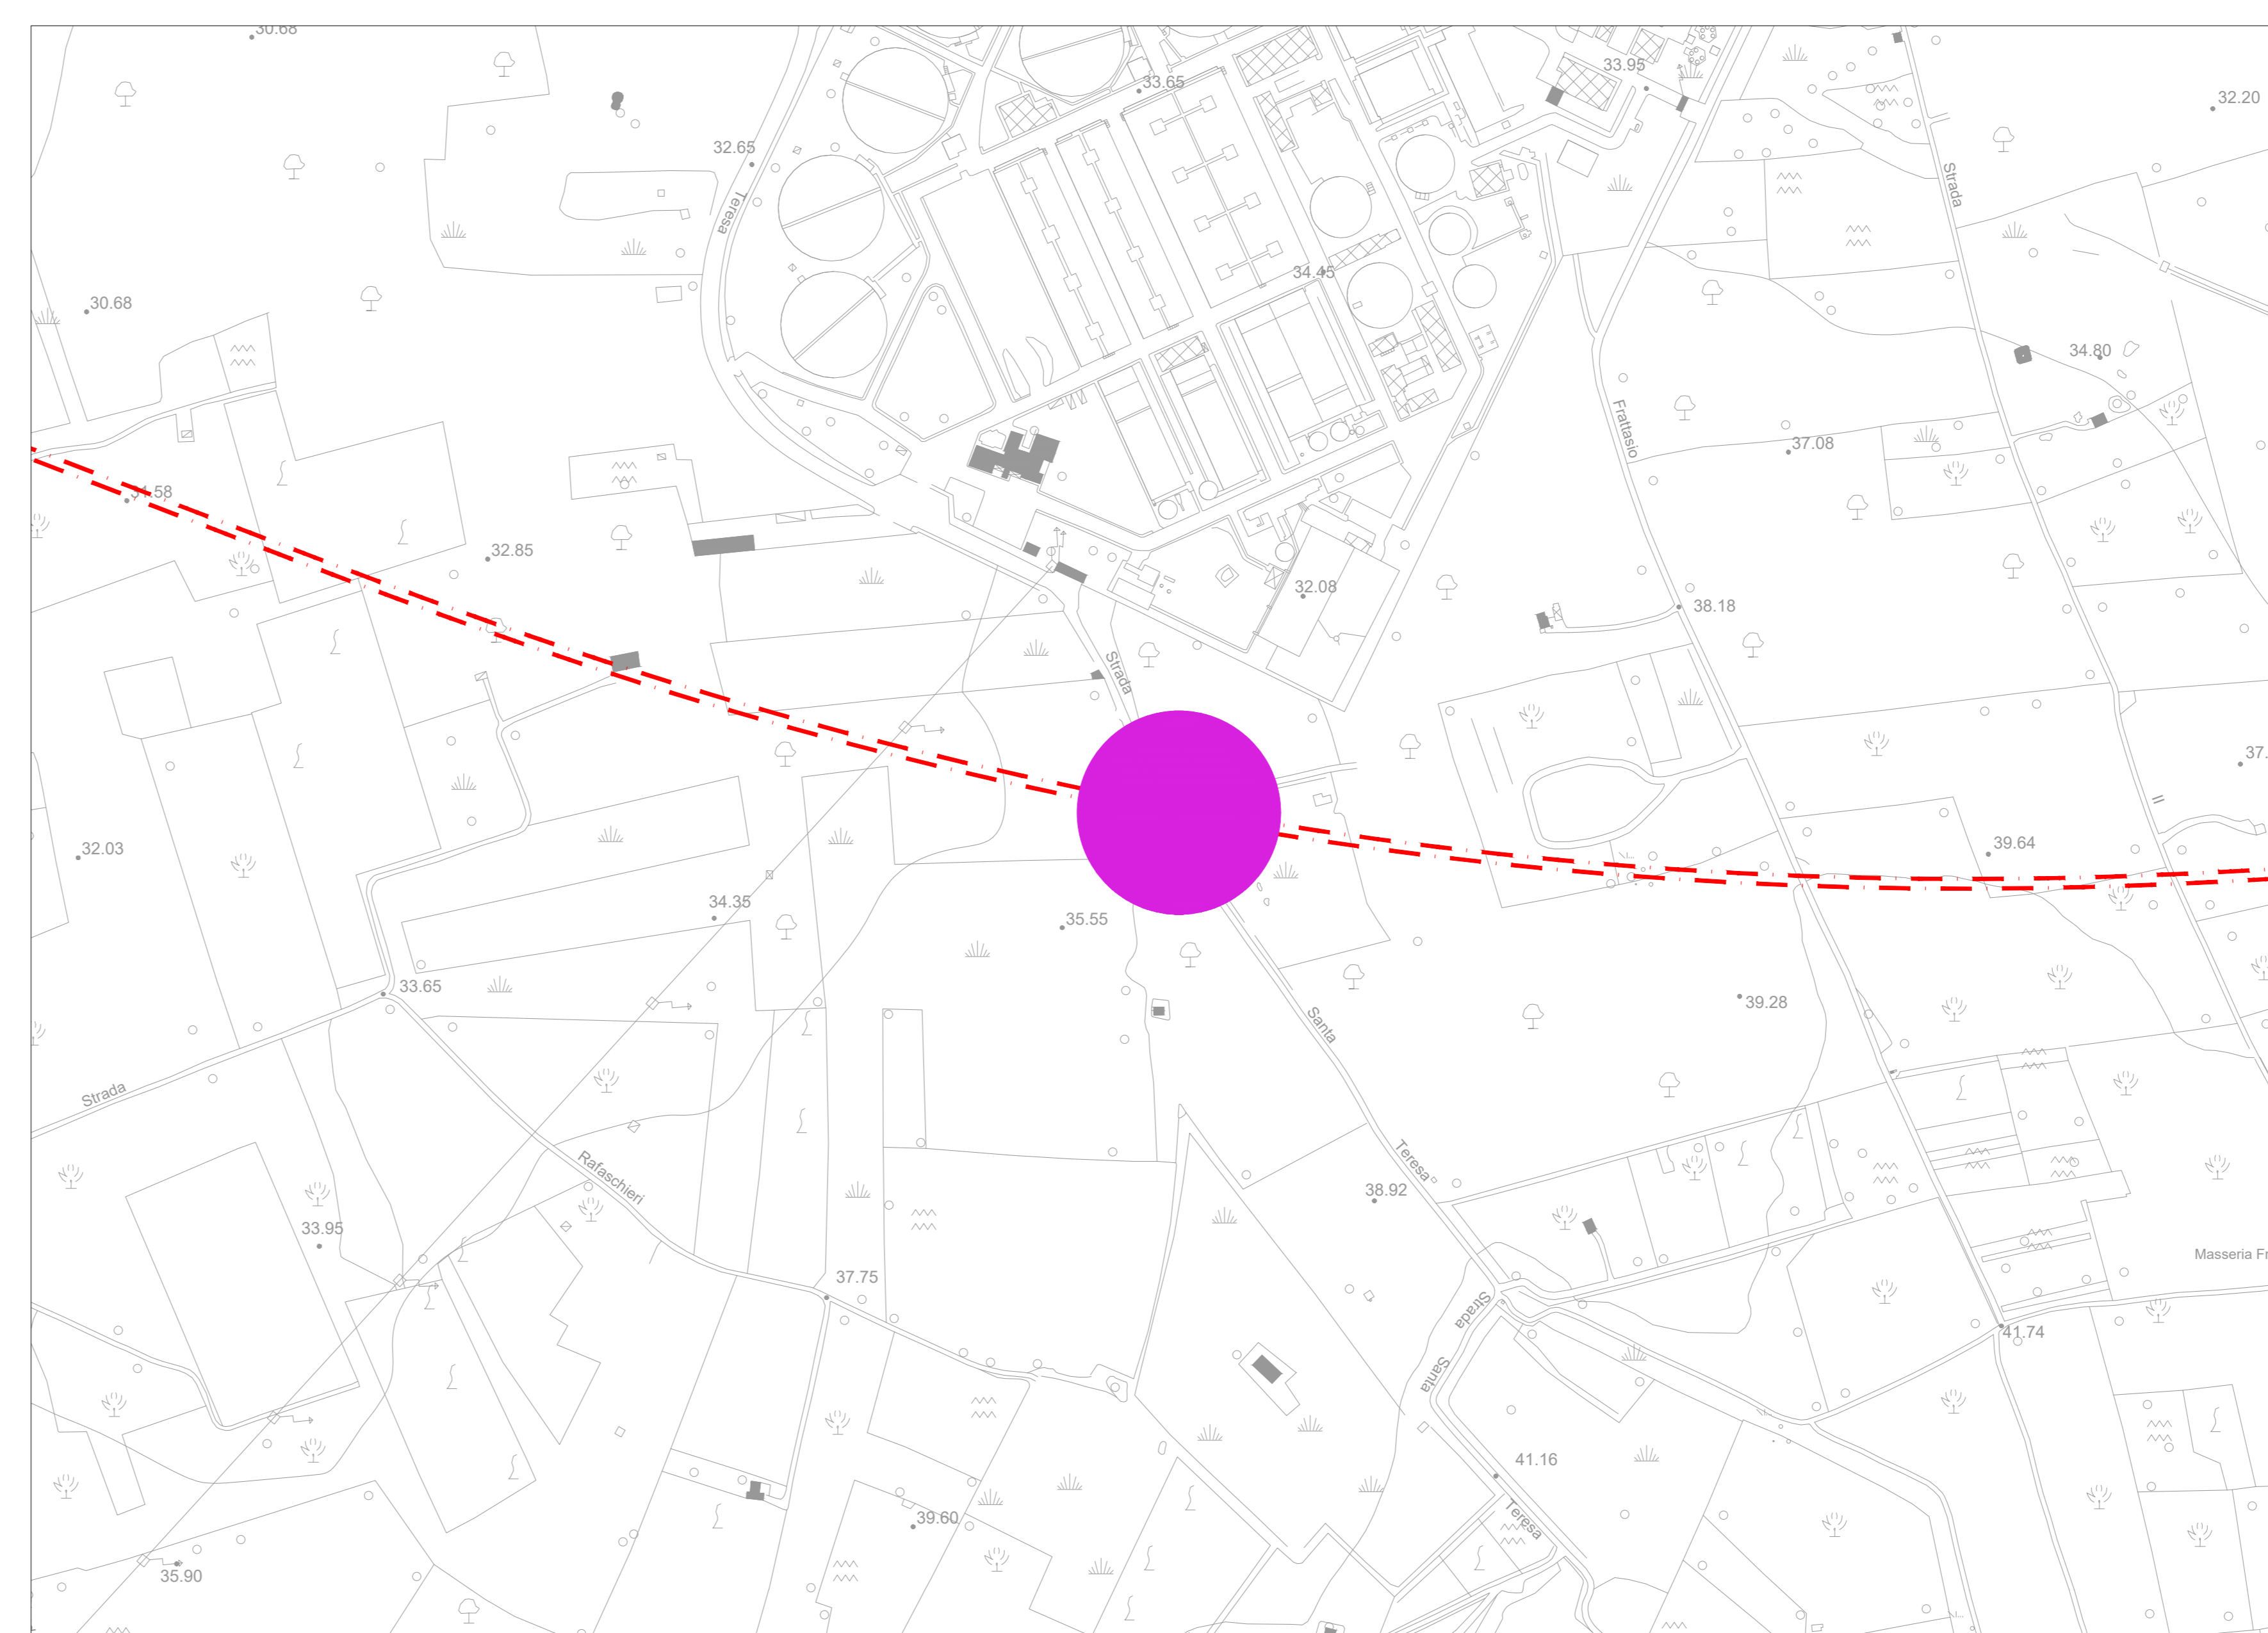 30.68
33.65
33.95
32.20
32.65
Teresa
Strada
34.45
30.68
34.80
Frattasio
37.08
31.58
32.85
32.08
38.18
Strada
37.
II
32.03
39.64
34.35
35.55
33.65
39.28
Santa
Strada
Teresa
Rafaschieri
38.92
33.95
Masseria Fr
37.75
Strada
41.74
Santa
41.16
Teresa
39.60
35.90